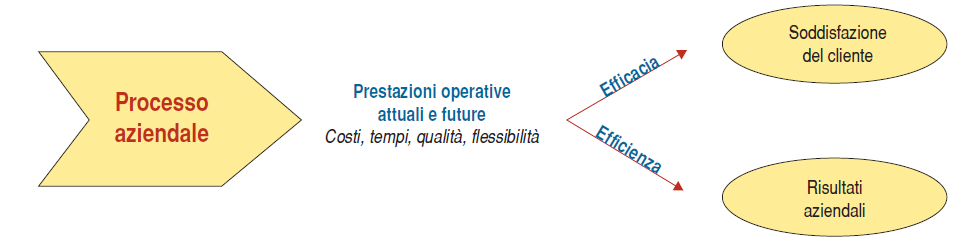 Processo
aziendale
Prestazioni operative
attuali e future
Costi, tempi, qualità, flessibilità
Efficacia
Efficienza
Soddisfazione
del cliente
Risultati
aziendali